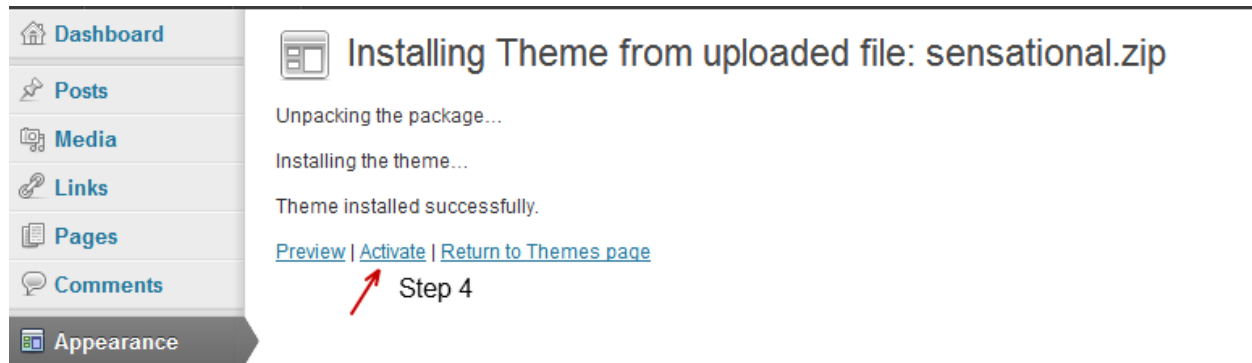 Dashboard
Posts
Media
Links
Pages
Comments
Appearance
Installing Theme from uploaded file: sensational.zip
Unpacking the package…
Installing the theme…
Theme installed successfully.
Preview | Activate | Return to Themes page
Step 4